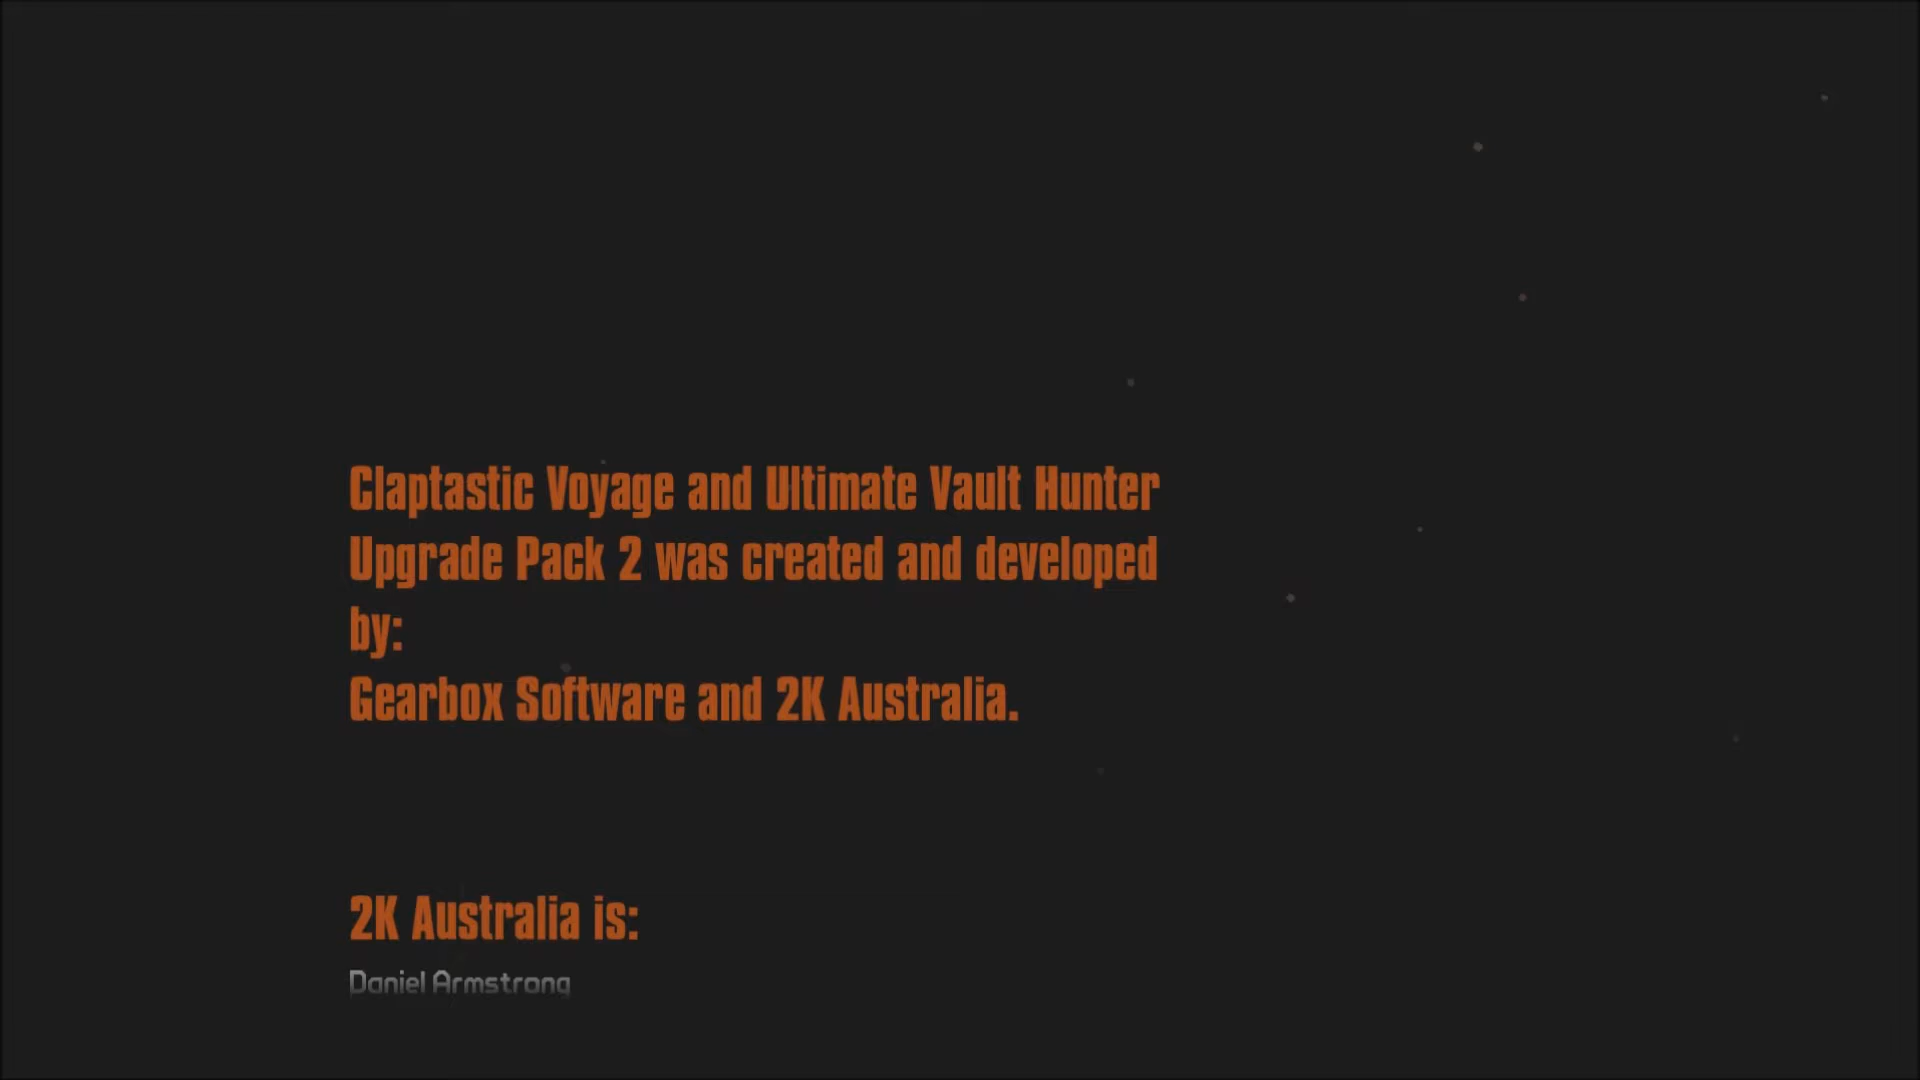 Claptastic Voyage and Ultimate Vault Hunter
Upgrade Pack 2 was created and developed
by:
Gearbox Software and 2K Australia.
2K Australia is:
Daniel Armstrong